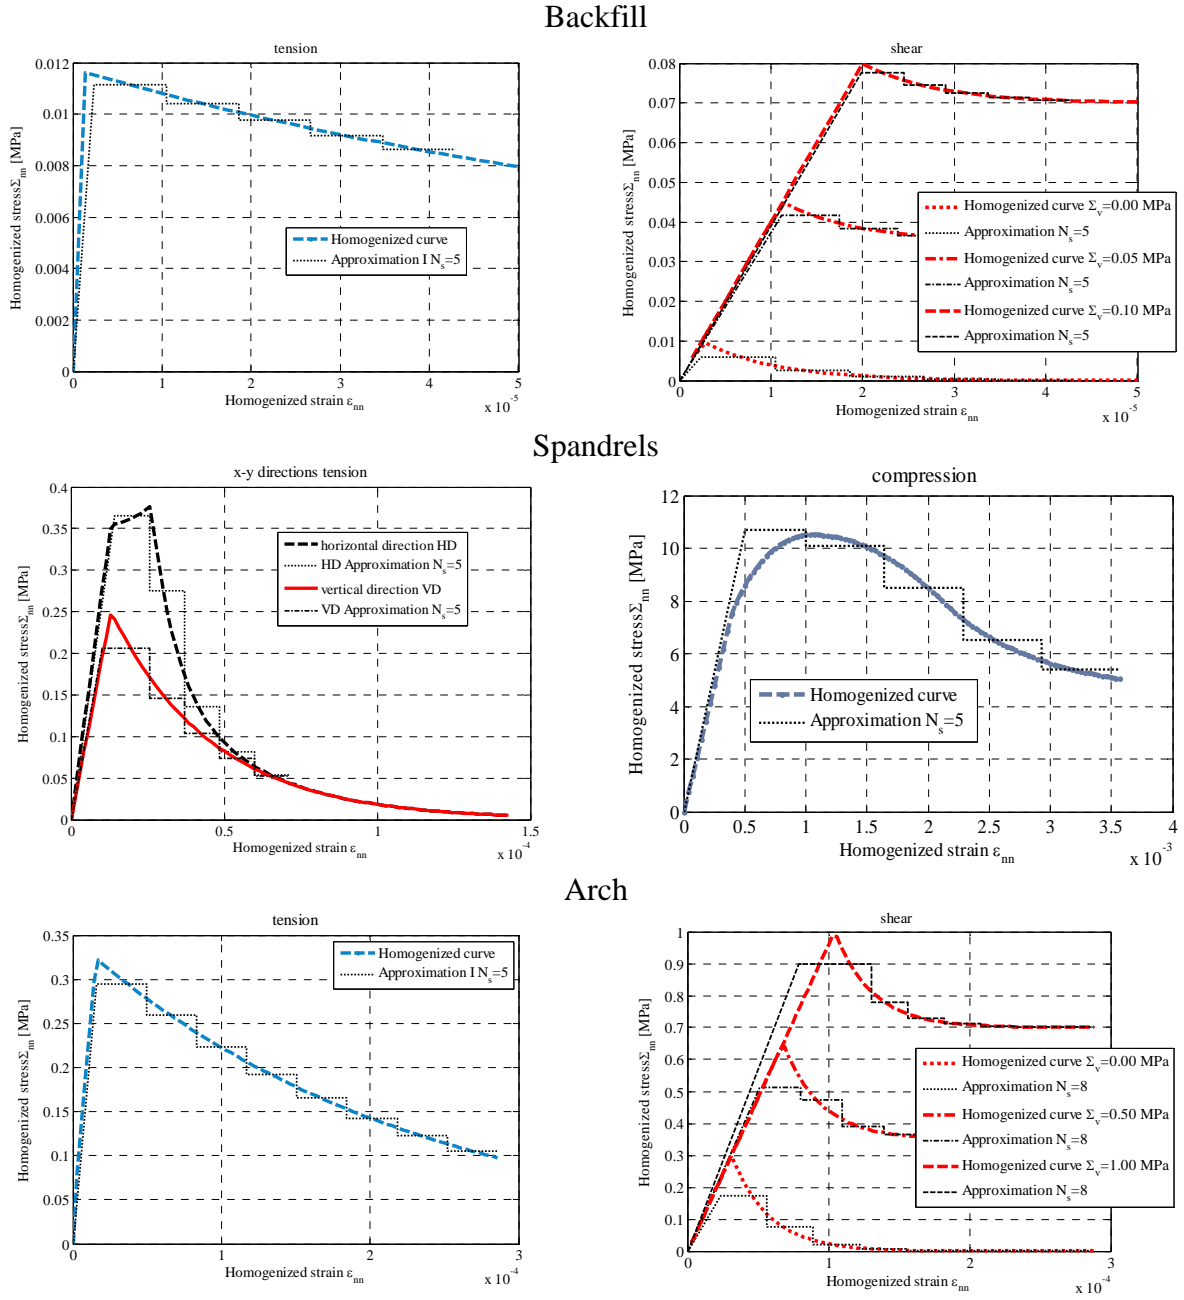 Backfill
tension
0.012
0.01
0.008
0.006
0.004
0.002
0
Homogenized stressΣnn [MPa]
Homogenized curve
Approximation I Ns=5
0 1 2 3 4 5
Homogenized strain εnn
x 10-5
shear
0.08
0.07
0.06
0.05
0.04
0.03
0.02
0.01
0
Homogenized stressΣnn [MPa]
Homogenized curve Σv=0.00 MPa
Approximation Ns=5
Homogenized curve Σv=0.05 MPa
Approximation Ns=5
Homogenized curve Σv=0.10 MPa
Approximation Ns=5
0 1 2 3 4 5
Homogenized strain εnn
x 10-5
Spandrels
x-y directions tension
0.4
0.35
0.3
0.25
0.2
0.15
0.1
0.05
0
Homogenized stressΣnn [MPa]
horizontal direction HD
HD Approximation Ns=5
vertical direction VD
VD Approximation Ns=5
0 0.5 1 1.5
Homogenized strain εnn
x 10-4
compression
12
10
8
6
4
2
0
Homogenized stressΣnn [MPa]
Homogenized curve
Approximation Ns=5
0 0.5 1 1.5 2 2.5 3 3.5 4
Homogenized strain εnn
x 10-3
Arch
tension
0.35
0.3
0.25
0.2
0.15
0.1
0.05
0
Homogenized stressΣnn [MPa]
Homogenized curve
Approximation I Ns=5
0 1 2 3
Homogenized strain εnn
x 10-4
shear
1
0.9
0.8
0.7
0.6
0.5
0.4
0.3
0.2
0.1
0
Homogenized stressΣnn [MPa]
Homogenized curve Σv=0.00 MPa
Approximation Ns=8
Homogenized curve Σv=0.50 MPa
Approximation Ns=8
Homogenized curve Σv=1.00 MPa
Approximation Ns=8
0 1 2 3
Homogenized strain εnn
x 10-4